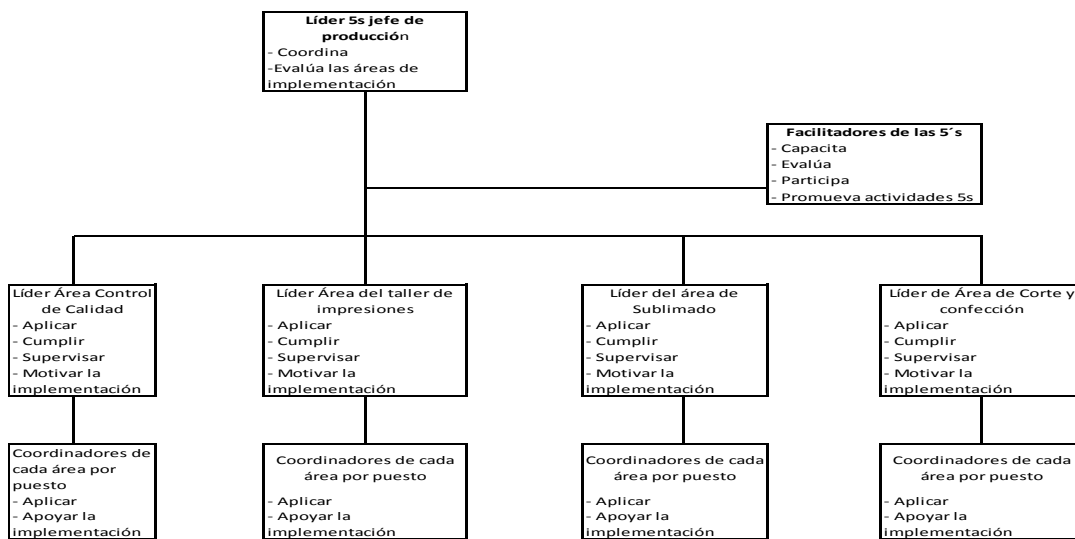 Líder 5s jefe de
producción
- Coordina
-Evalúa las áreas de
implementación
Facilitadores de las 5´s
- Capacita
- Evalúa
- Participa
- Promueva actividades 5s
Líder Área Control
de Calidad
- Aplicar
- Cumplir
- Supervisar
- Motivar la
implementación
Líder Área del taller de
impresiones
- Aplicar
- Cumplir
- Supervisar
- Motivar la
implementación
Líder del área de
Sublimado
- Aplicar
- Cumplir
- Supervisar
- Motivar la
implementación
Líder de Área de Corte y
confección
- Aplicar
- Cumplir
- Supervisar
- Motivar la
implementación
Coordinadores de
cada área por
puesto
- Aplicar
- Apoyar la
implementación
Coordinadores de cada
área por puesto
- Aplicar
- Apoyar la
implementación
Coordinadores de cada
área por puesto
- Aplicar
- Apoyar la
implementación
Coordinadores de cada
área por puesto
- Aplicar
- Apoyar la
implementación